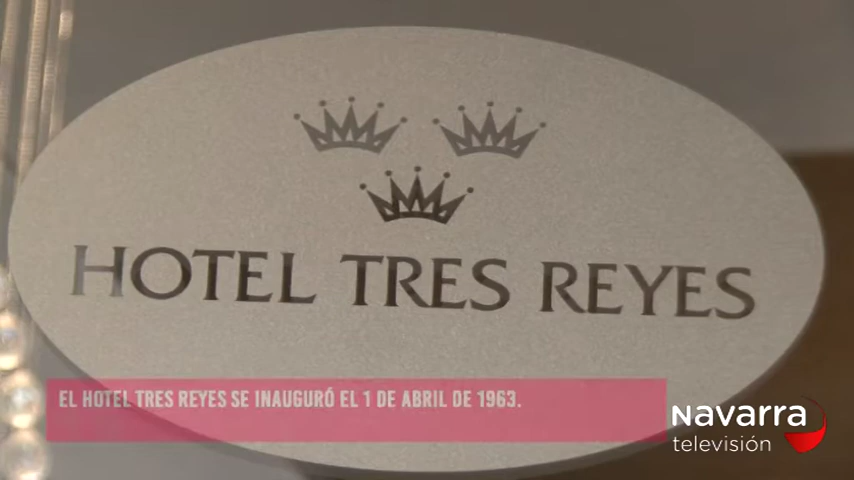 HOTEL TRES REYES
EL HOTEL TRES REYES SE INAUGURÓ EL 1 DE ABRIL DE 1963.
Navarra
televisión